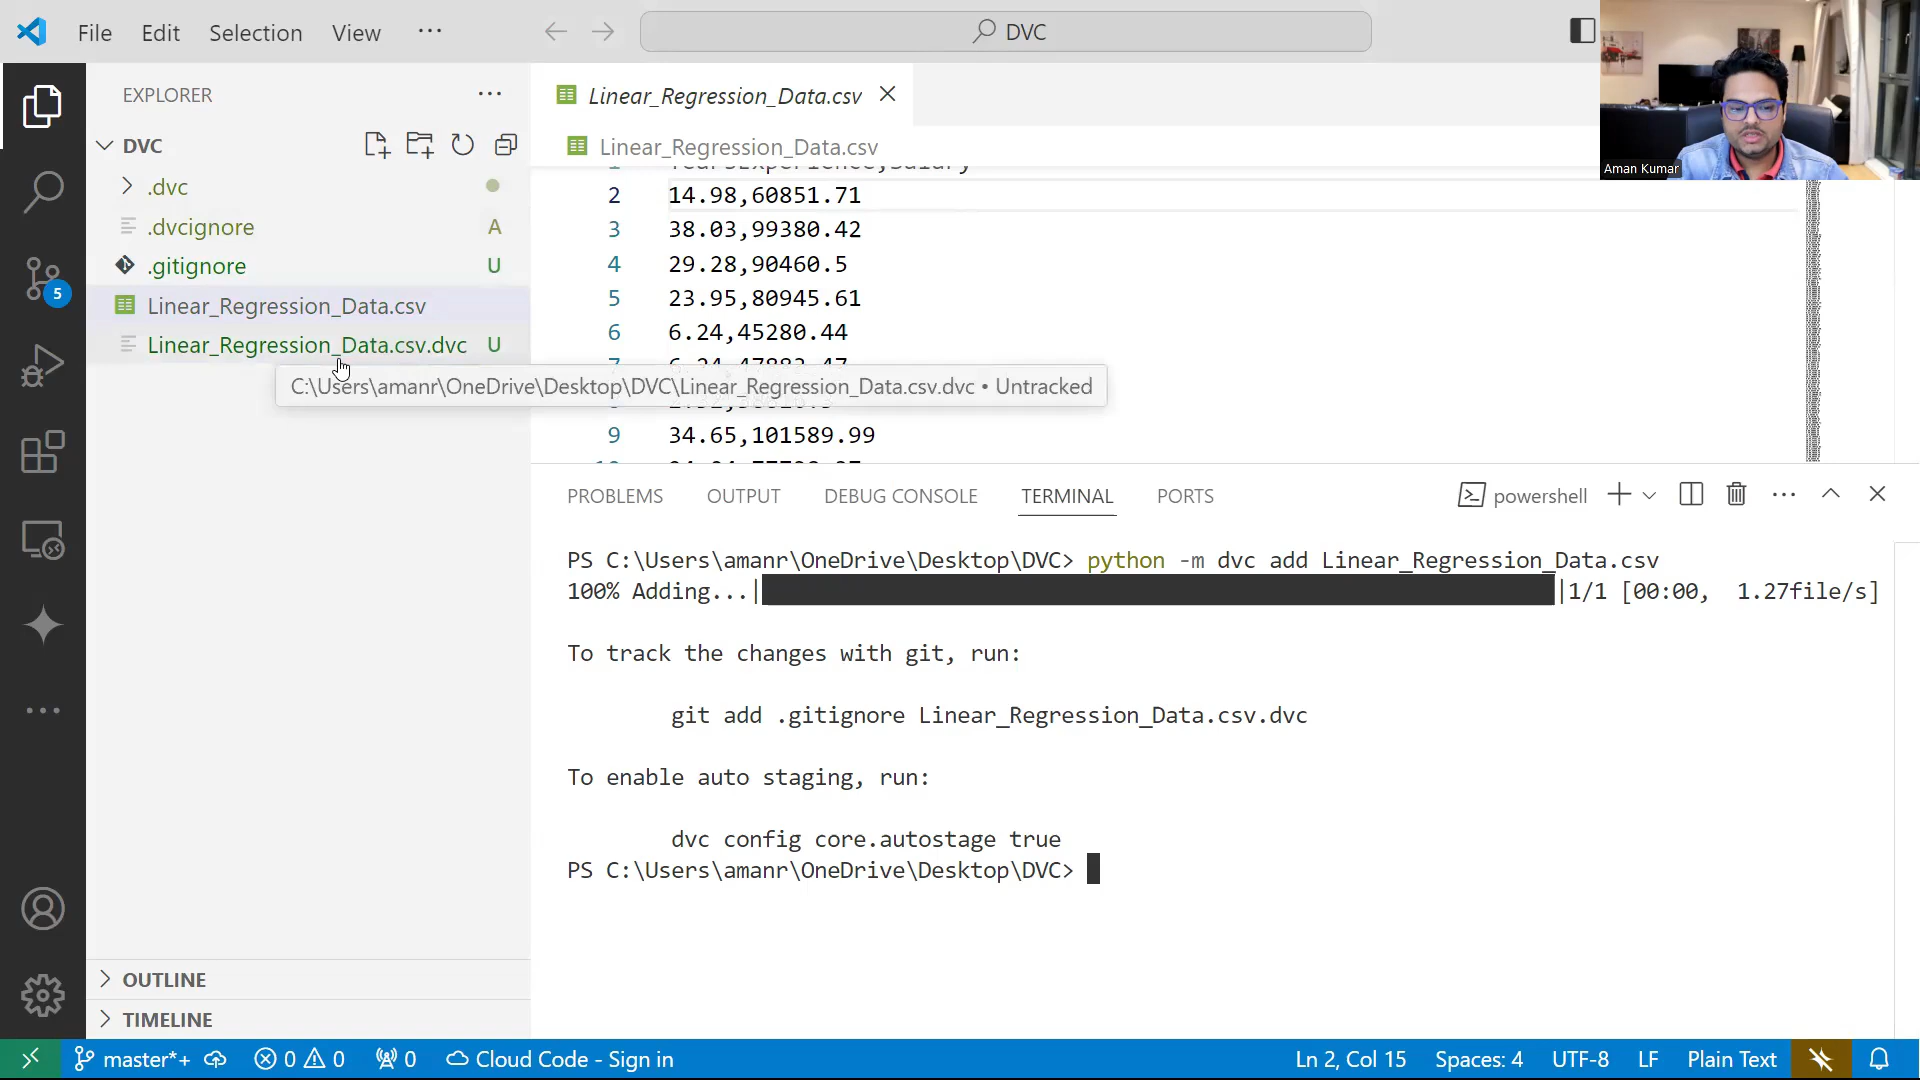 File Edit Selection View ··· DVC
EXPLORER ···
DVC
.dvc
.dvcignore A
.gitignore U
Linear_Regression_Data.csv
Linear_Regression_Data.csv.dvc U
5
C:\Users\amanr\OneDrive\Desktop\DVC\Linear_Regression_Data.csv.dvc • Untracked
OUTLINE
TIMELINE
Linear_Regression_Data.csv
Linear_Regression_Data.csv
2 14.98,60851.71
3 38.03,99380.42
4 29.28,90460.5
5 23.95,80945.61
6 6.24,45280.44
9 34.65,101589.99
Aman Kumar
PROBLEMS OUTPUT DEBUG CONSOLE TERMINAL PORTS powershell
PS C:\Users\amanr\OneDrive\Desktop\DVC> python -m dvc add Linear_Regression_Data.csv
100% Adding...| |1/1 [00:00, 1.27file/s]
To track the changes with git, run:
git add .gitignore Linear_Regression_Data.csv.dvc
To enable auto staging, run:
dvc config core.autostage true
PS C:\Users\amanr\OneDrive\Desktop\DVC>
master*+ 0 0 0 Cloud Code - Sign in Ln 2, Col 15 Spaces: 4 UTF-8 LF Plain Text